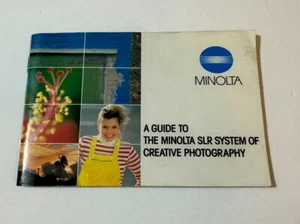 MINOLTA
A GUIDE TO
THE MINOLTA SLR SYSTEM OF
CREATIVE PHOTOGRAPHY